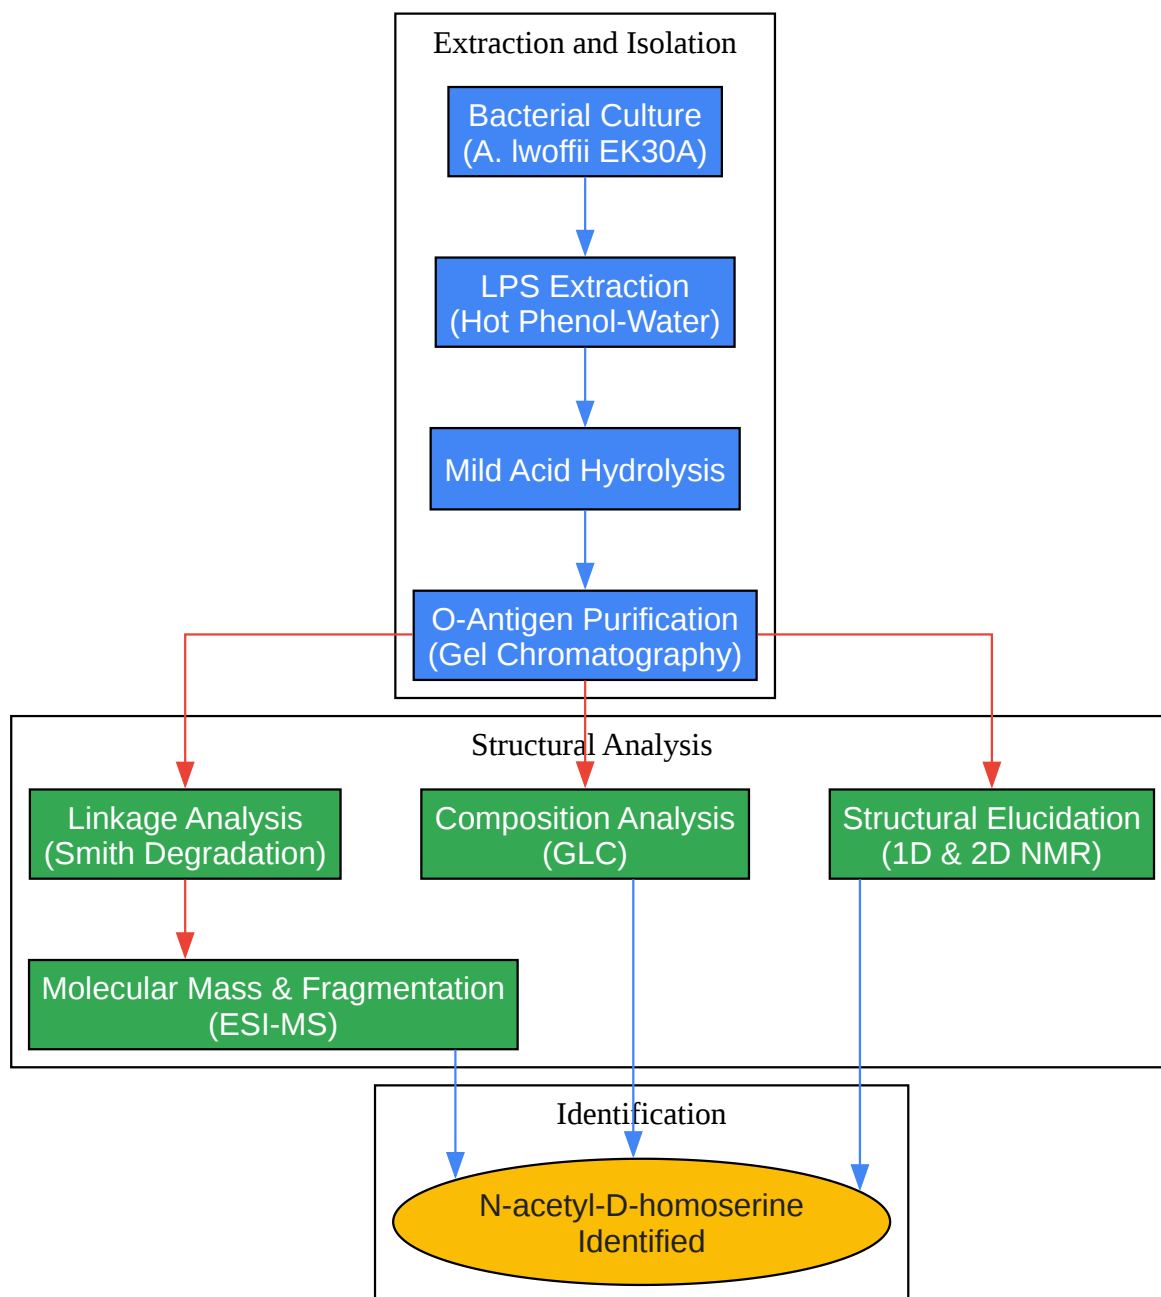 Extraction and Isolation
Bacterial Culture
(A. lwoffii EK30A)
LPS Extraction
(Hot Phenol-Water)
Mild Acid Hydrolysis
O-Antigen Purification
(Gel Chromatography)
Structural Analysis
Linkage Analysis
(Smith Degradation)
Composition Analysis
(GLC)
Structural Elucidation
(1D & 2D NMR)
Molecular Mass & Fragmentation
(ESI-MS)
Identification
N-acetyl-D-homoserine
Identified